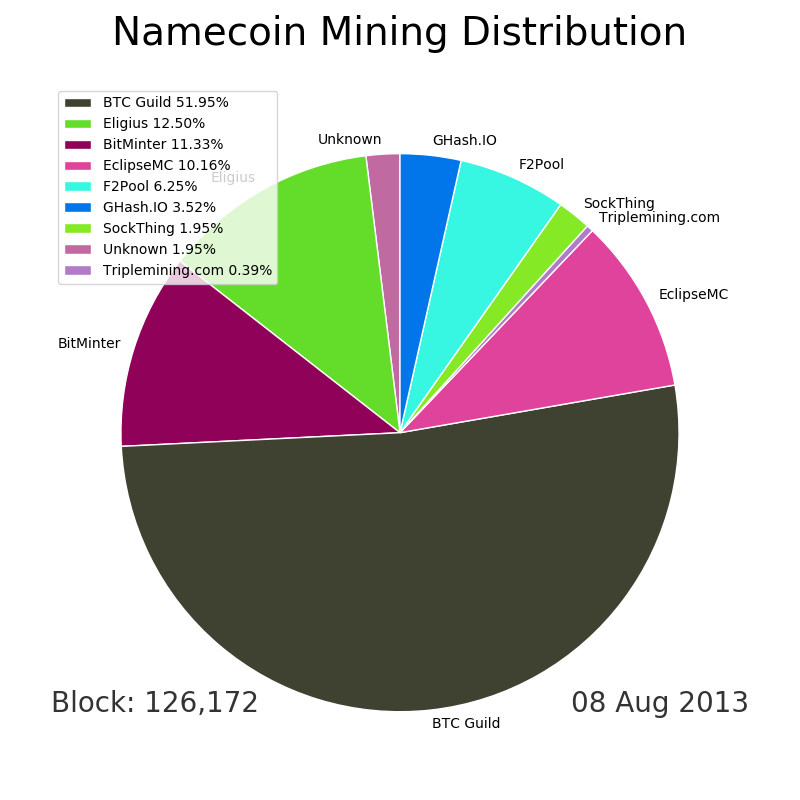 Namecoin Mining Distribution
BTC Guild 51.95%
Eligius 12.50%
BitMinter 11.33%
EclipseMC 10.16%
F2Pool 6.25%
GHash.IO 3.52%
SockThing 1.95%
Unknown 1.95%
Triplemining.com 0.39%
Unknown
GHash.IO
F2Pool
Eligius
SockThing
Triplemining.com
EclipseMC
BitMinter
BTC Guild
Block: 126,172
08 Aug 2013